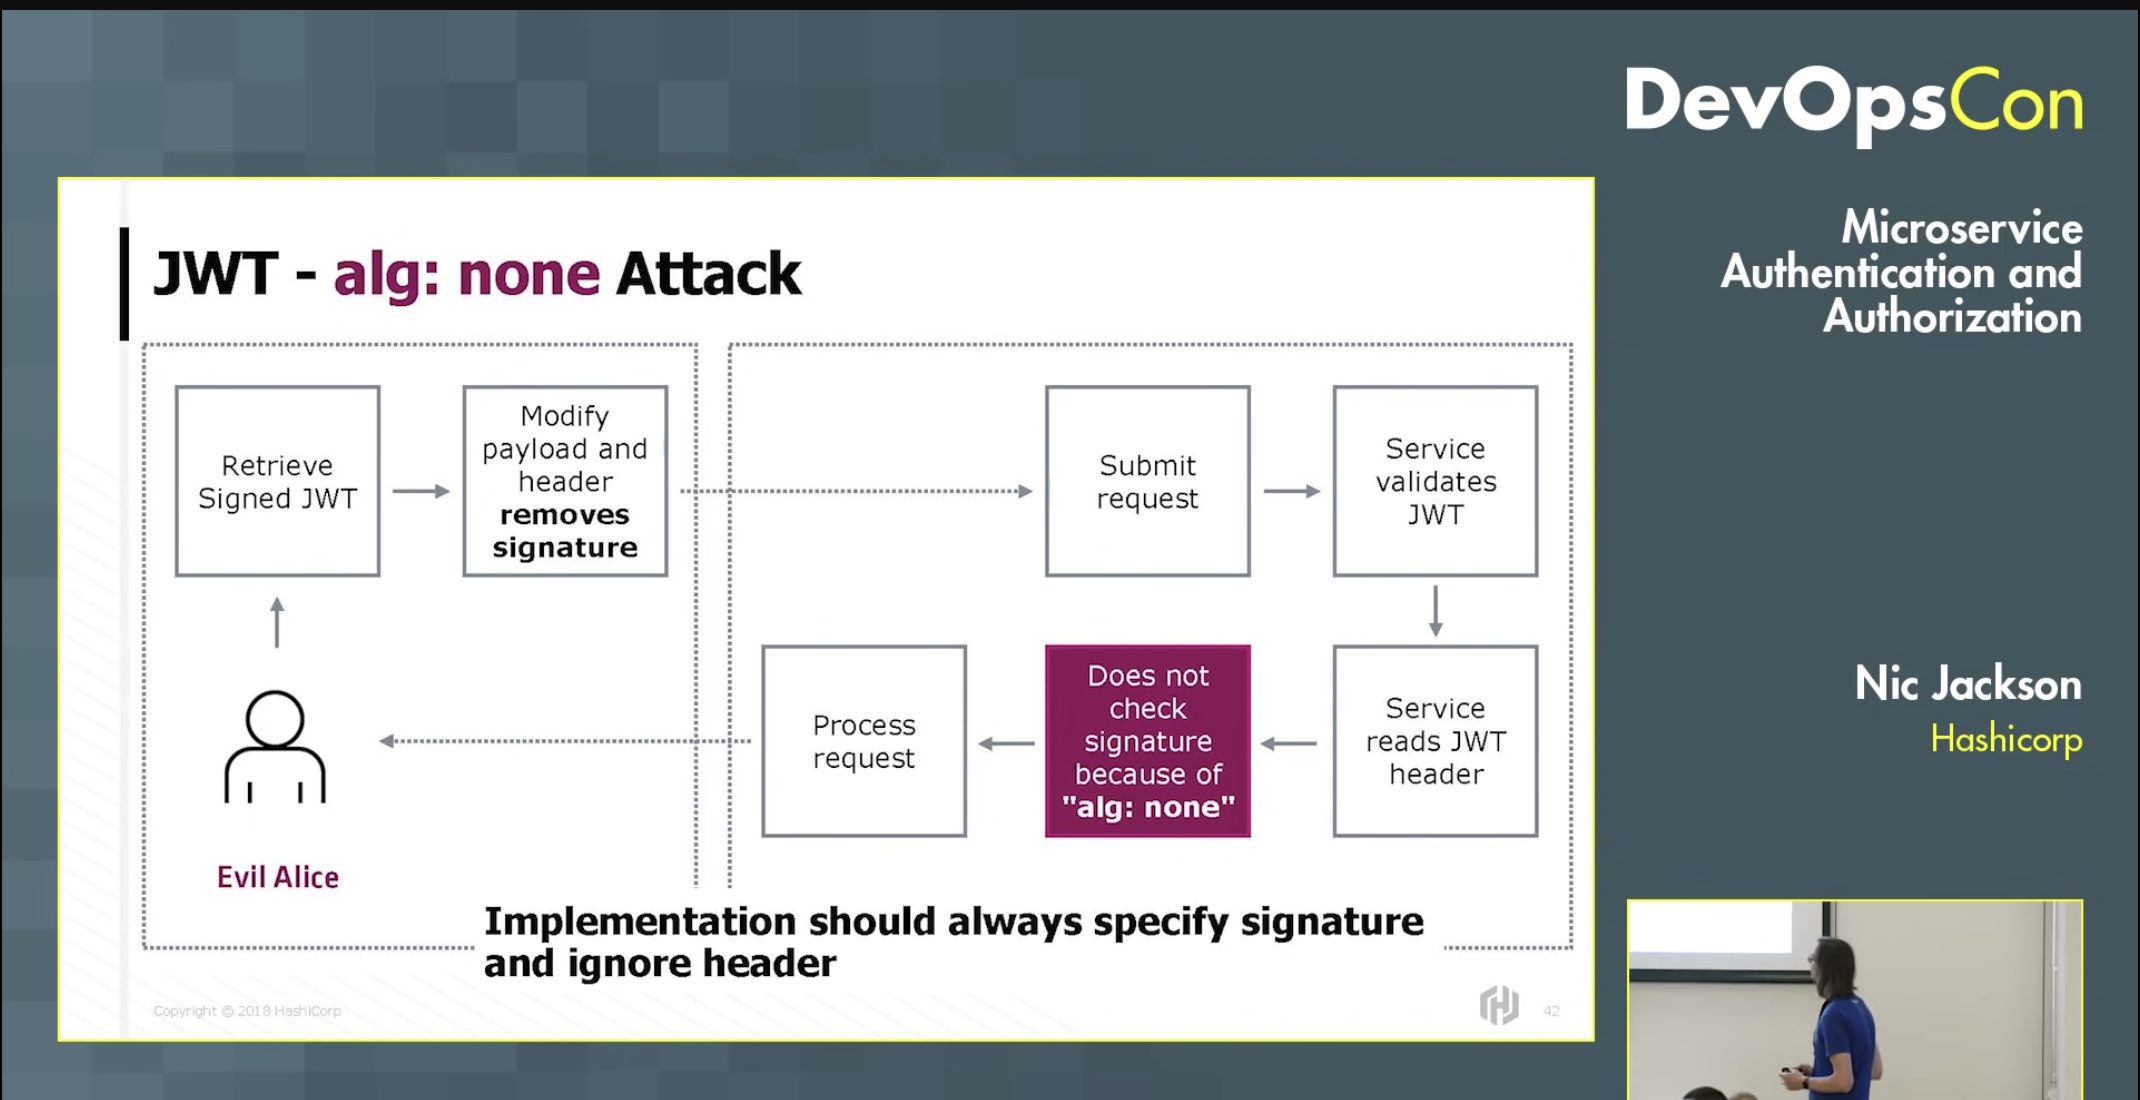 DevOpsCon
Microservice
Authentication and
Authorization
JWT - alg: none Attack
Retrieve
Signed JWT
Modify
payload and
header
removes
signature
Submit
request
Service
validates
JWT
Process
request
Does not
check
signature
because of
"alg: none"
Service
reads JWT
header
Evil Alice
Implementation should always specify signature
and ignore header
Copyright © 2018 HashiCorp
42
Nic Jackson
Hashicorp